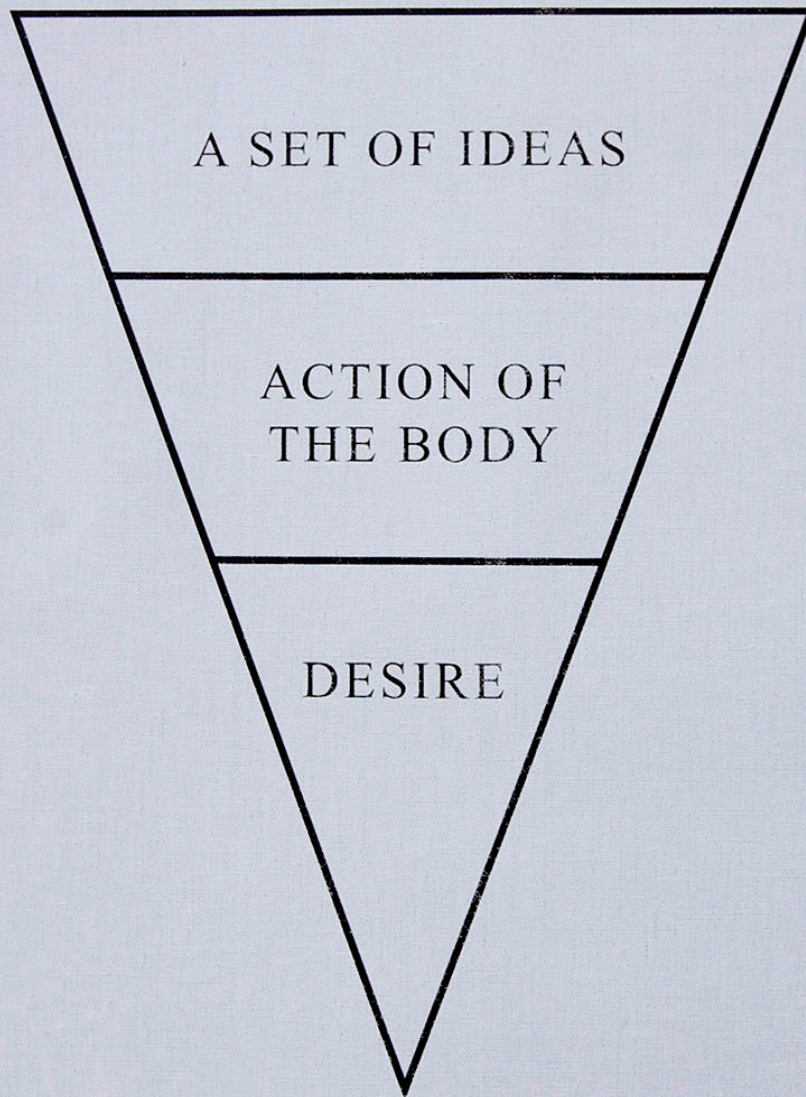 A SET OF IDEAS
ACTION OF
THE BODY
DESIRE